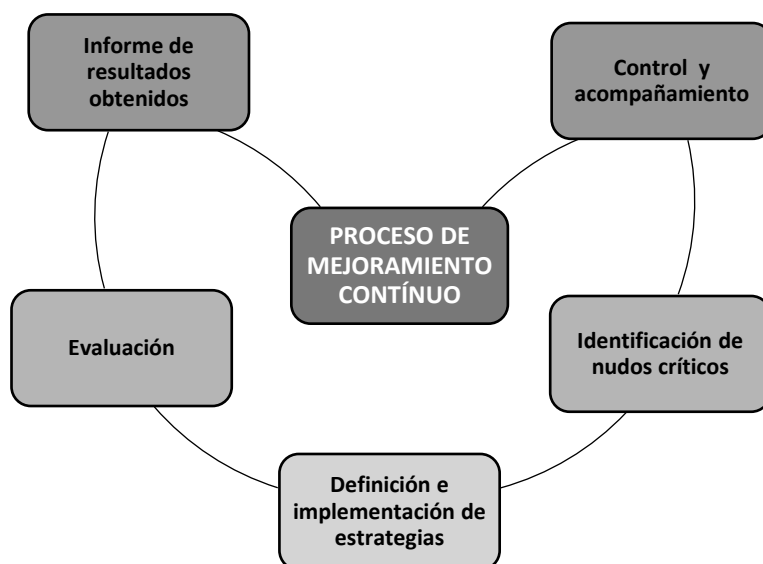 Informe de
resultados
obtenidos
Control y
acompañamiento
PROCESO DE
MEJORAMIENTO
CONTÍNUO
Evaluación
Identificación de
nudos críticos
Definición e
implementación de
estrategias